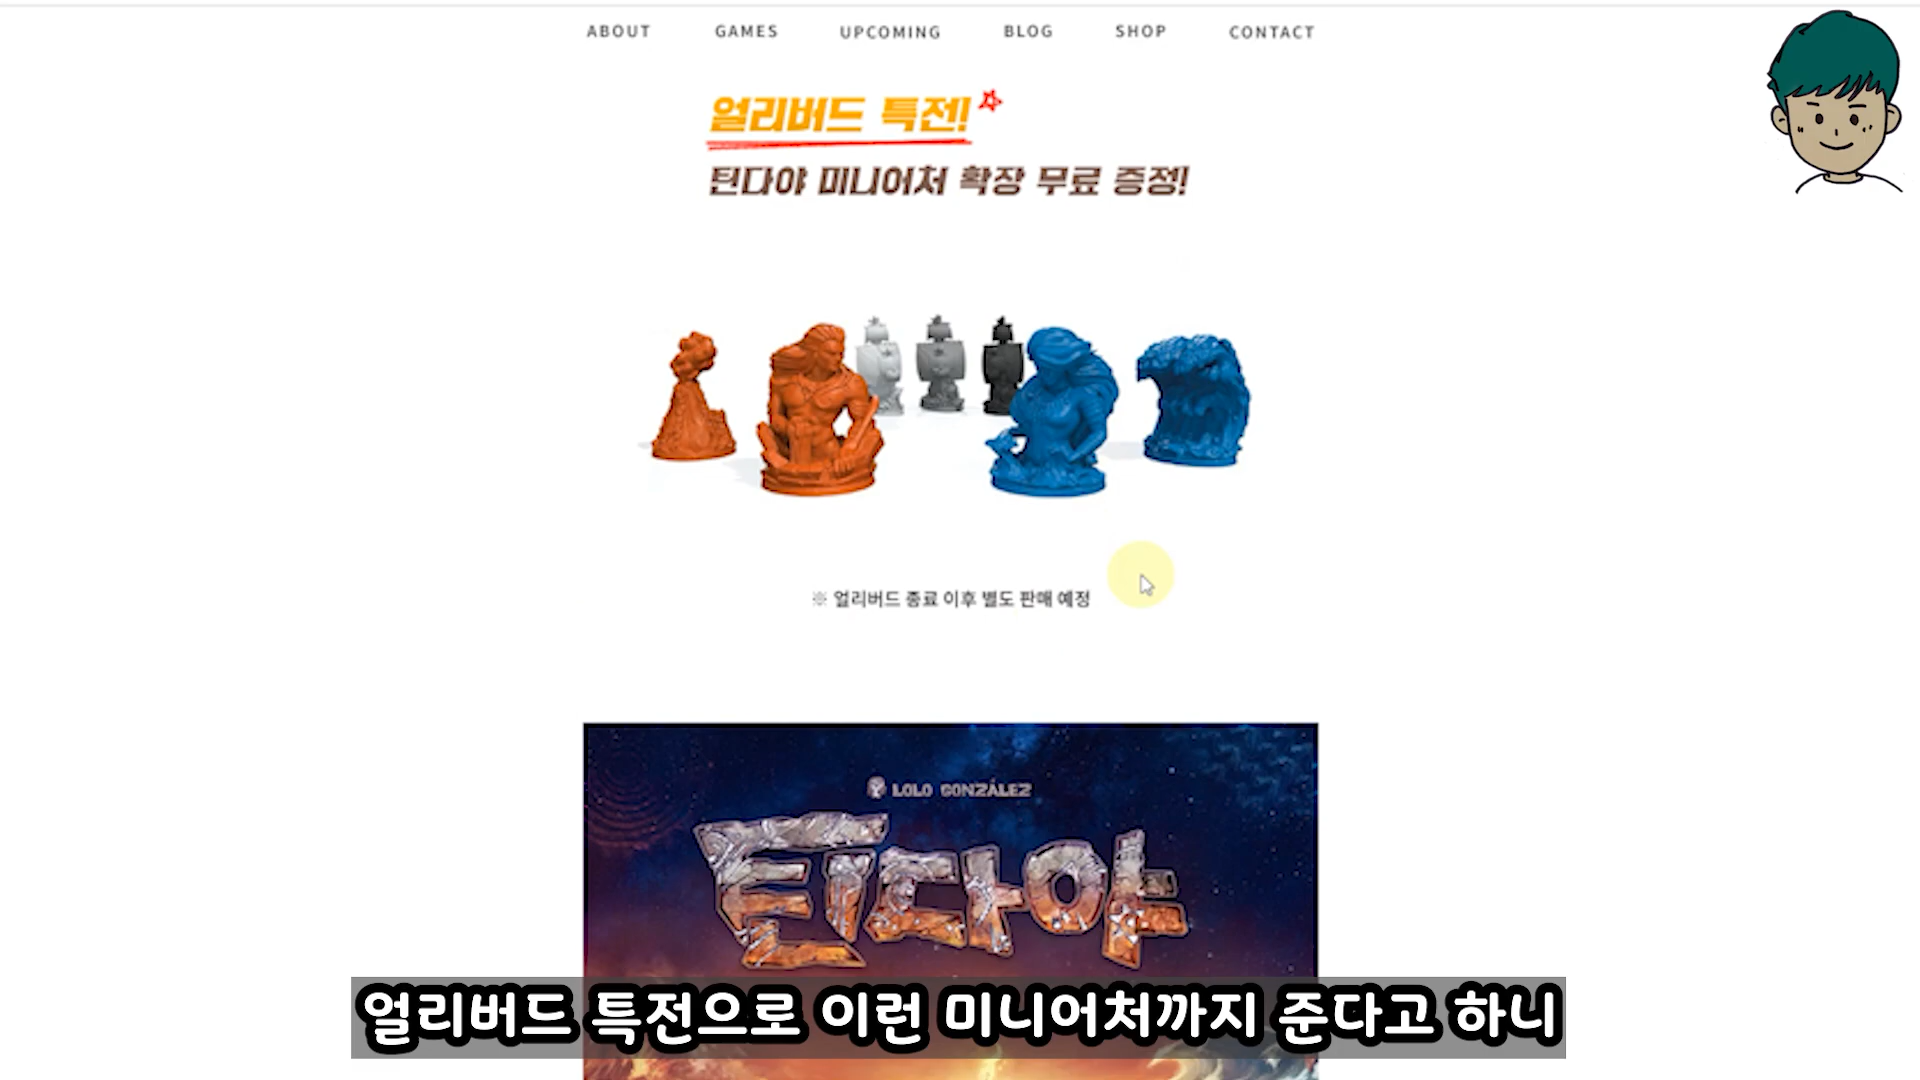 ABOUT GAMES UPCOMING BLOG SHOP CONTACT
얼리버드 특전!
틴다야 미니어처 확장 무료 증정!
※ 얼리버드 종료 이후 별도 판매 예정
LOLO GONZÁLEZ
틴다야
얼리버드 특전으로 이런 미니어처까지 준다고 하니